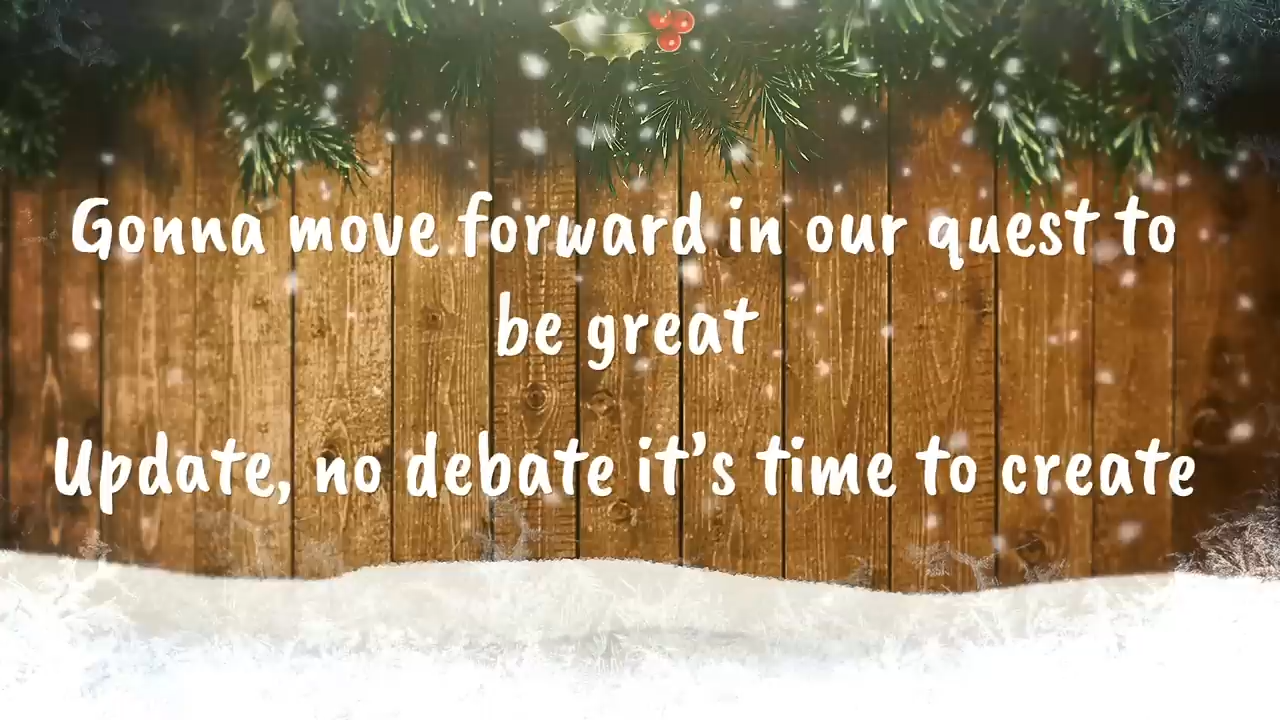 Gonna move forward in our quest to
be great
Update, no debate it's time to create